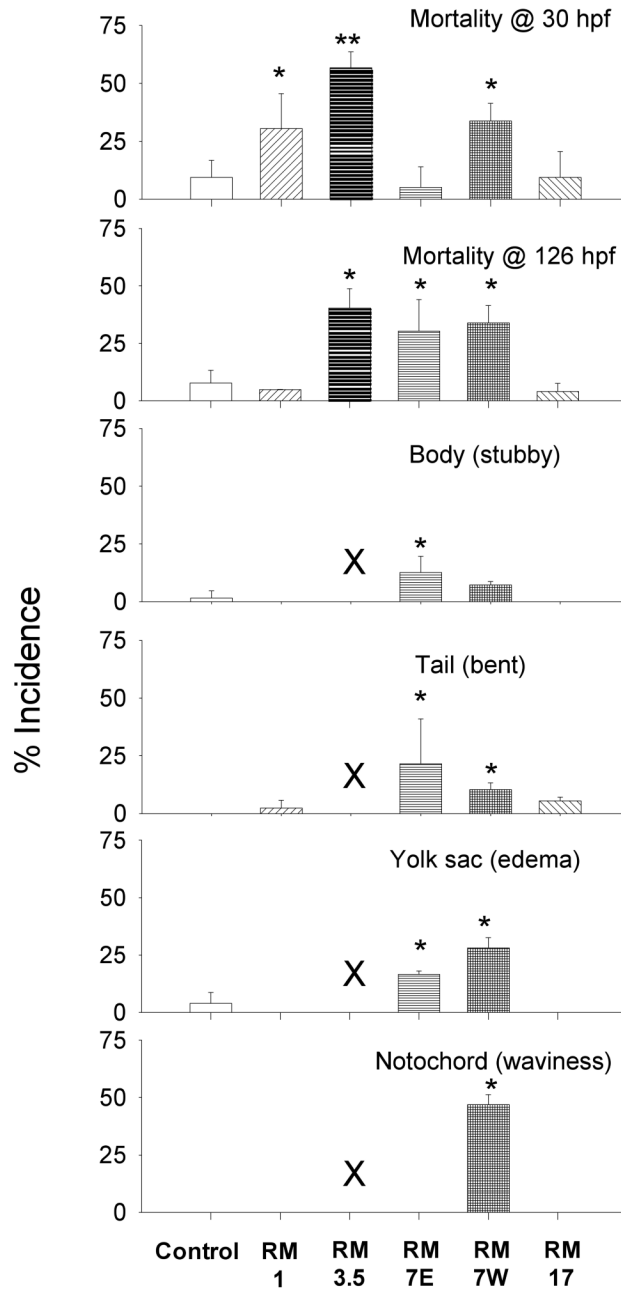 Mortality @ 30 hpf
75
50
25
0
*
**
*
Mortality @ 126 hpf
75
50
25
0
*
*
*
Body (stubby)
75
50
25
0
X
*
Tail (bent)
75
50
25
0
X
*
*
Yolk sac (edema)
75
50
25
0
X
*
*
Notochord (waviness)
75
50
25
0
X
*
% Incidence
Control RM RM RM RM RM
1 3.5 7E 7W 17